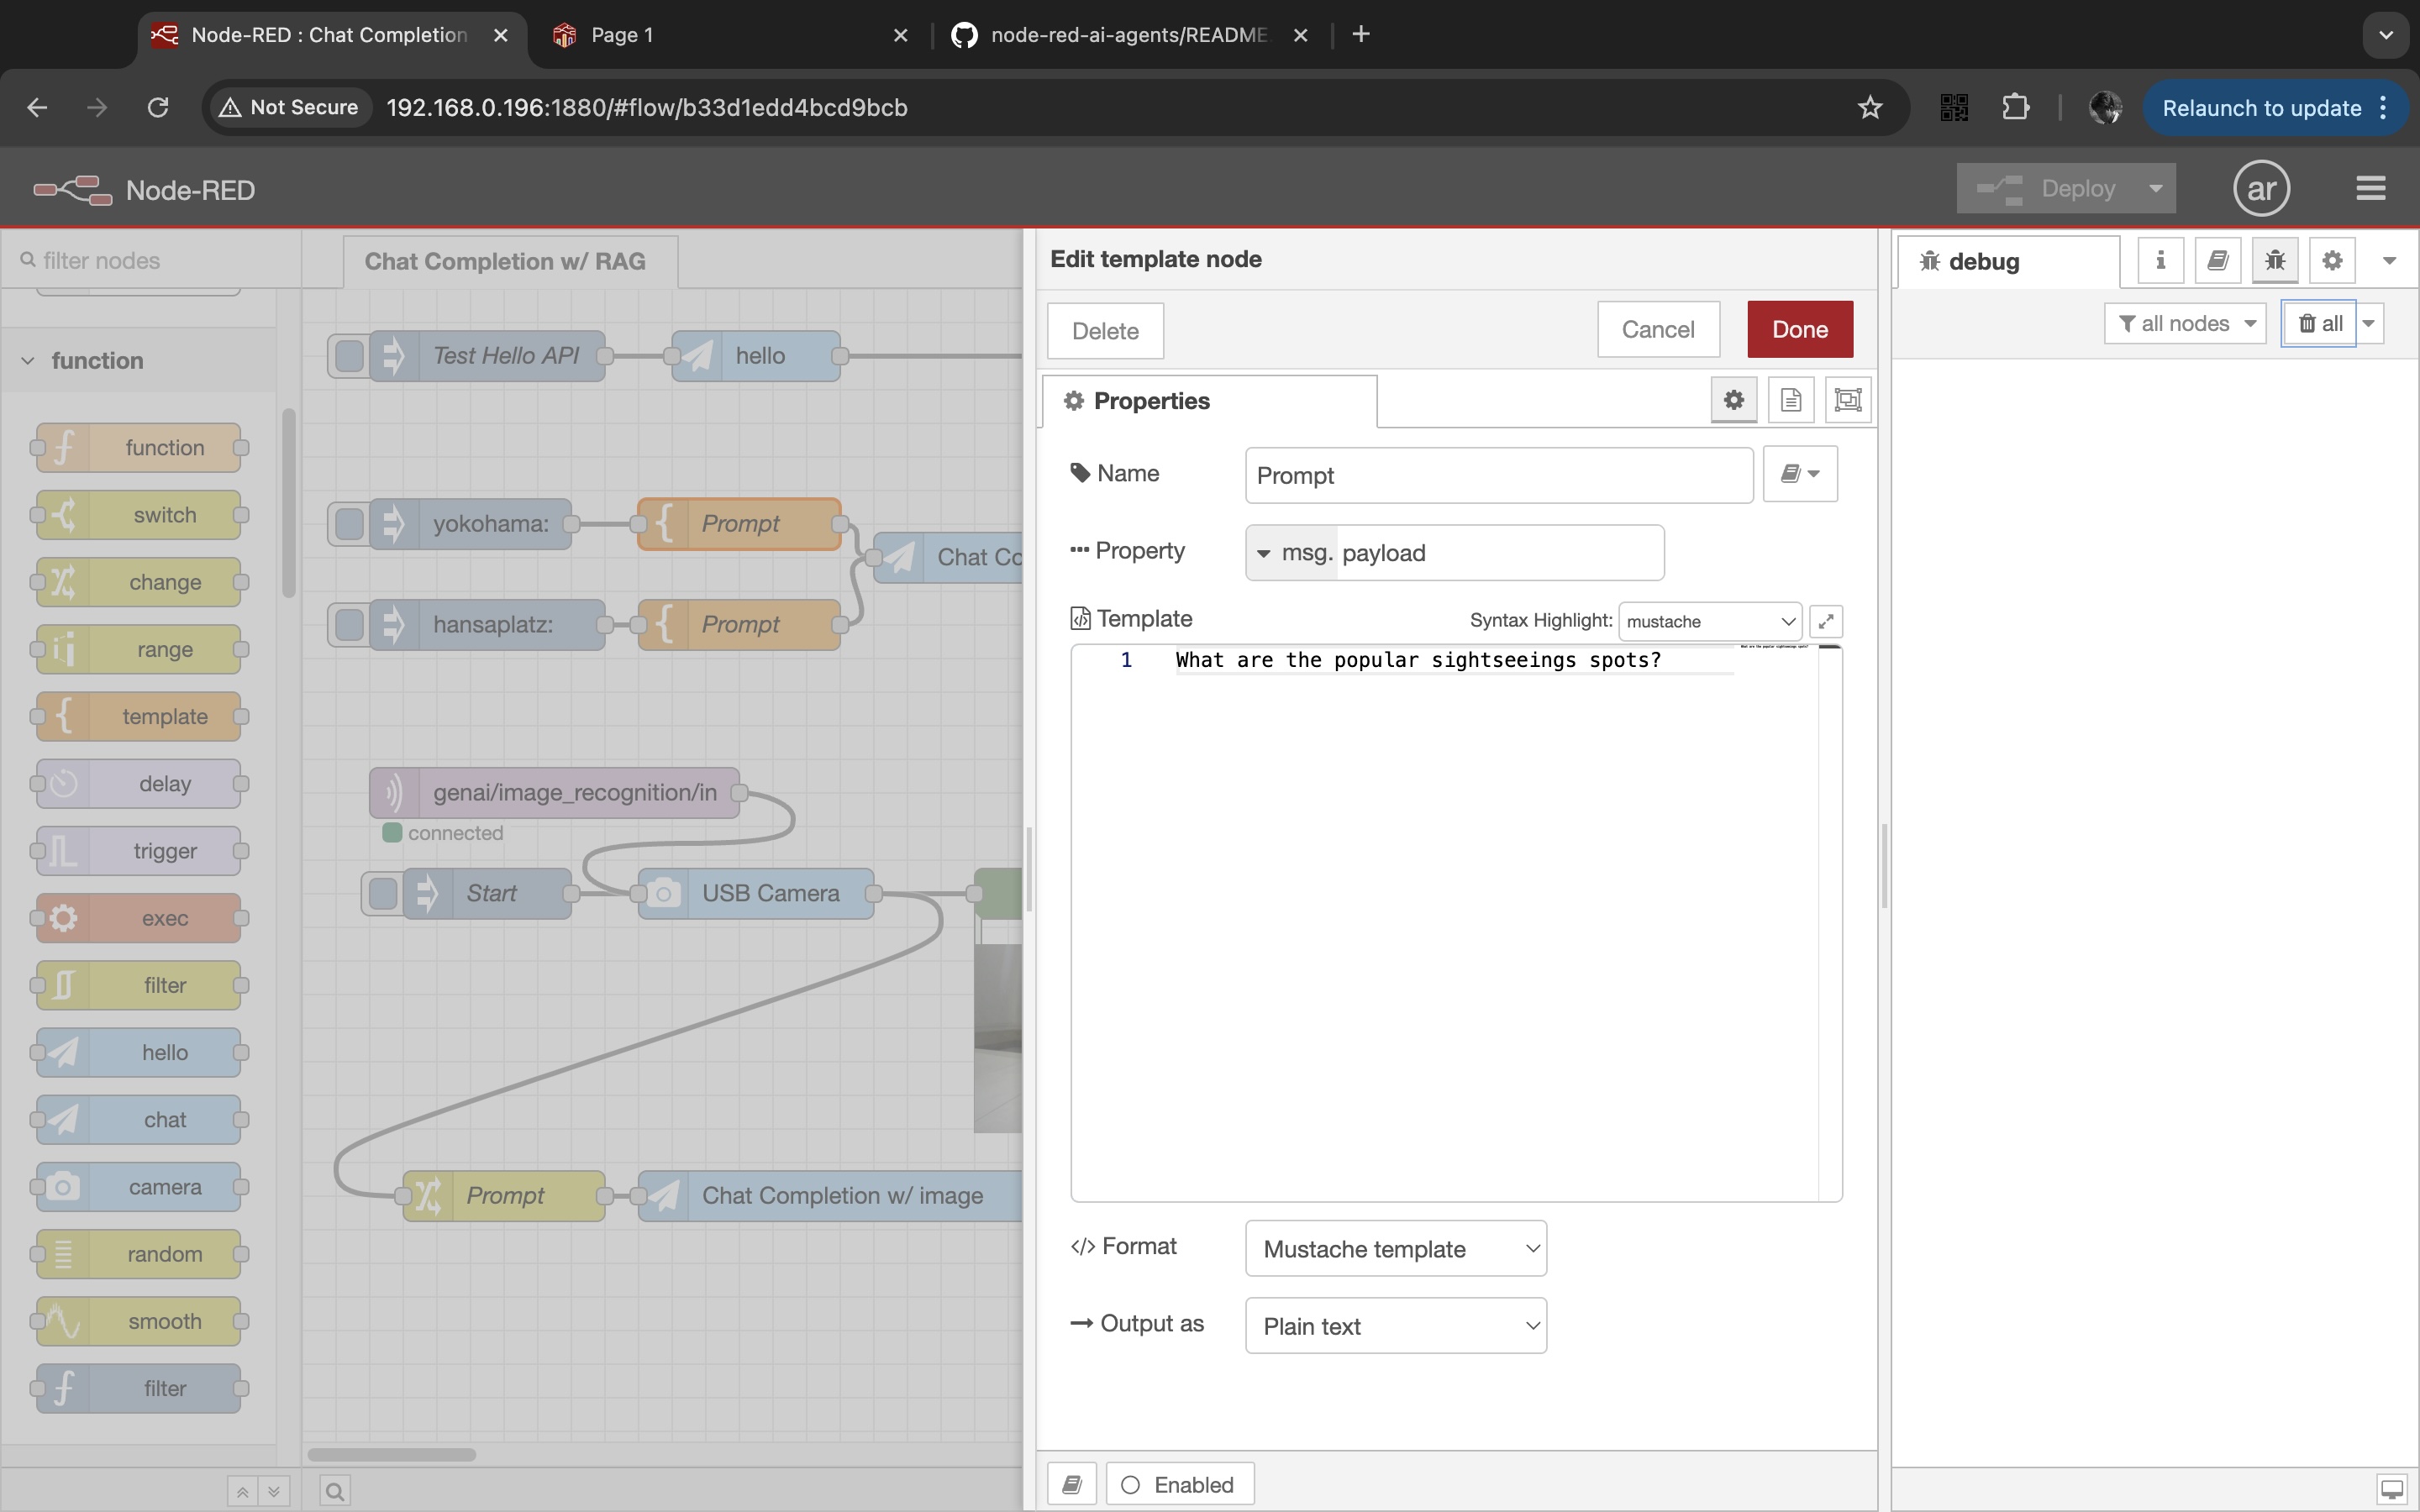 Node-RED : Chat Completion
Page 1
node-red-ai-agents/README
Not Secure
192.168.0.196:1880/#flow/b33d1edd4bcd9bcb
Relaunch to update
Node-RED
Deploy
ar
filter nodes
function
function
switch
change
range
template
delay
trigger
exec
filter
hello
chat
camera
random
smooth
filter
Chat Completion w/ RAG
Test Hello API
hello
yokohama:
Prompt
Chat Co
hansaplatz:
Prompt
genai/image_recognition/in
connected
Start
USB Camera
Prompt
Chat Completion w/ image
Edit template node
Delete
Cancel
Done
Properties
Name
Prompt
Property
msg. payload
Template
Syntax Highlight:
mustache
1 What are the popular sightseeings spots?
Format
Mustache template
Output as
Plain text
Enabled
debug
all nodes
all